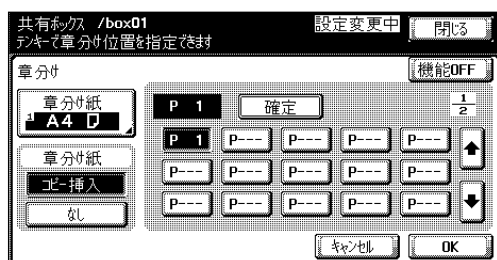 共有ボックス /box01 設定変更中 閉じる
テンキーで章分け位置を指定できます
章分け 機能OFF
章分け紙 P 1 確定 1/2
1 A4
P 1 P--- P--- P--- P---
章分け紙
コピー挿入 P--- P--- P--- P--- P---
なし P--- P--- P--- P--- P---
キャンセル OK